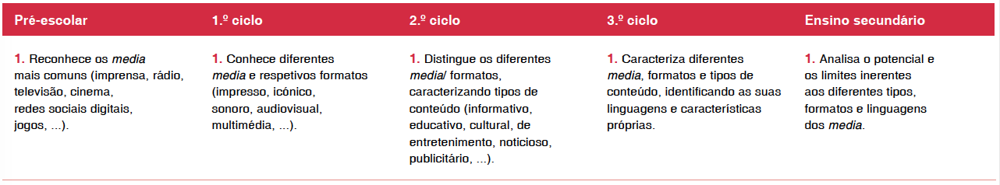 Pré-escolar
1.º ciclo
2.º ciclo
3.º ciclo
Ensino secundário
1. Reconhece os media
mais comuns (imprensa, rádio,
televisão, cinema,
redes sociais digitais,
jogos, ...).
1. Conhece diferentes
media e respetivos formatos
(impresso, icónico,
sonoro, audiovisual,
multimédia, ...).
1. Distingue os diferentes
media/ formatos,
caracterizando tipos de
conteúdo (informativo,
educativo, cultural, de
entretenimento, noticioso,
publicitário, ...).
1. Caracteriza diferentes
media, formatos e tipos de
conteúdo, identificando as suas
linguagens e características
próprias.
1. Analisa o potencial e
os limites inerentes
aos diferentes tipos,
formatos e linguagens
dos media.